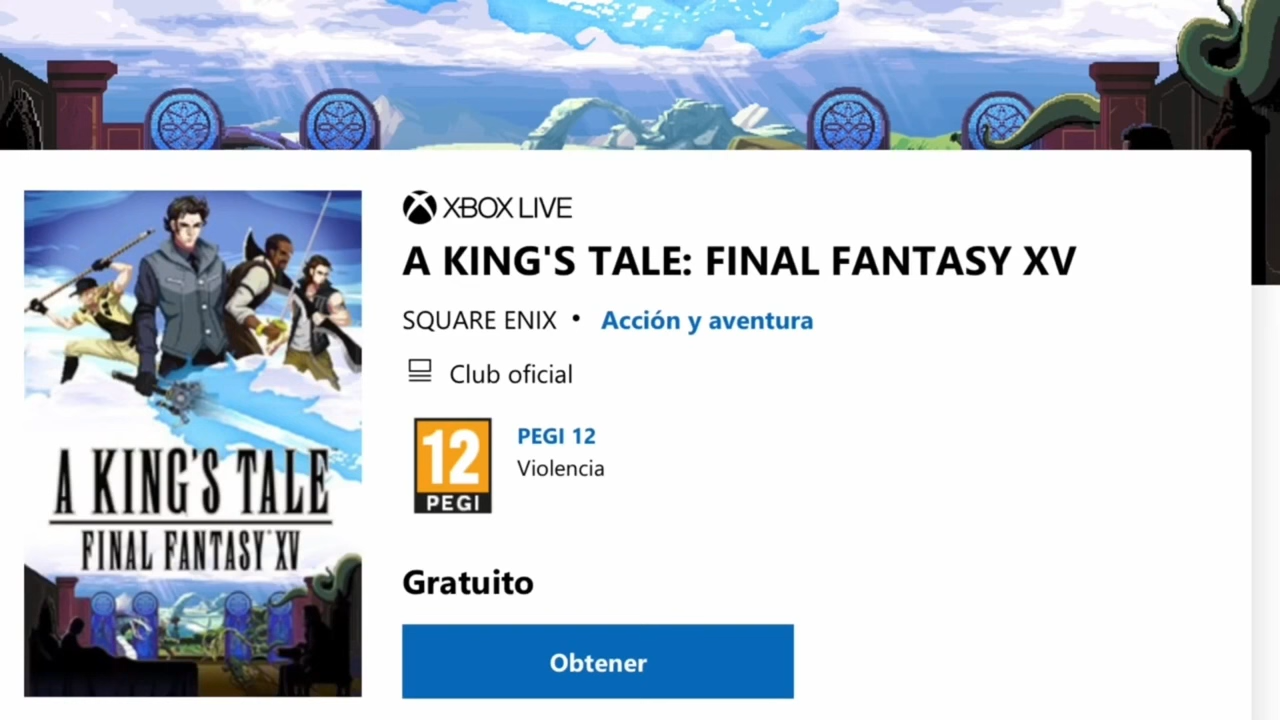 XBOX LIVE
A KING'S TALE: FINAL FANTASY XV
SQUARE ENIX • Acción y aventura
Club oficial
12
PEGI
PEGI 12
Violencia
Gratuito
Obtener
A KING'S TALE
FINAL FANTASY XV